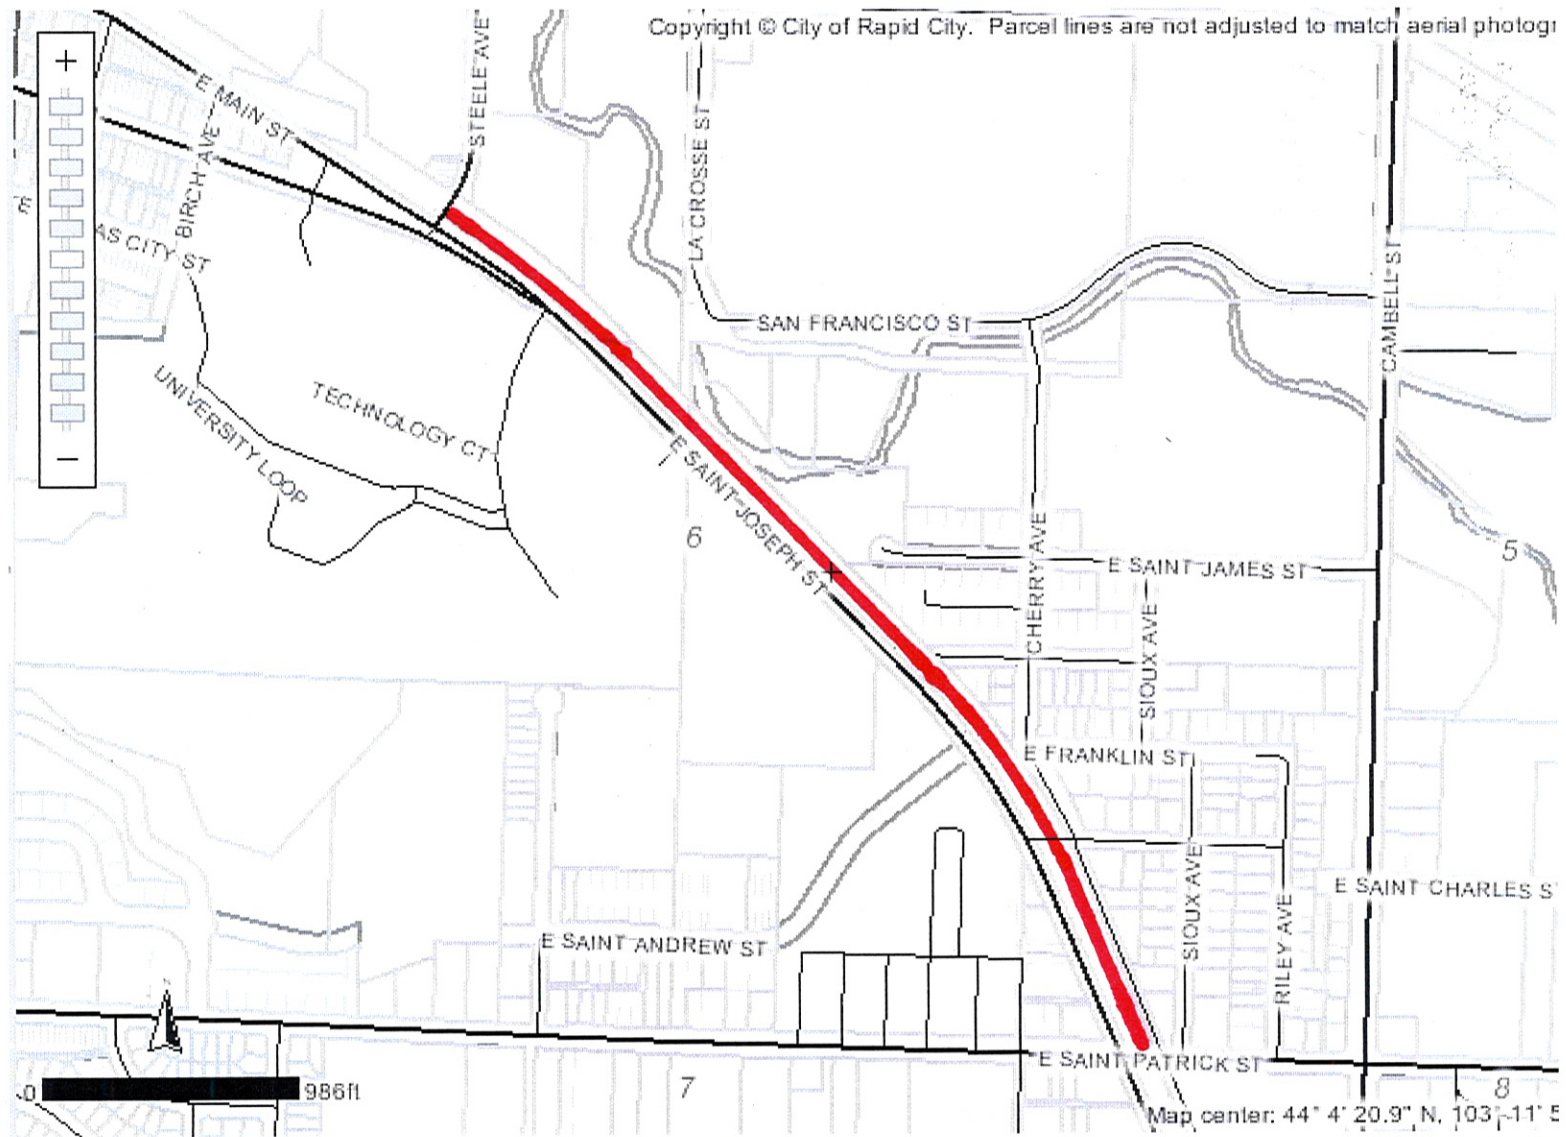 Copyright © City of Rapid City. Parcel lines are not adjusted to match aerial photogr
STEELE AVE
E MAIN ST
BIRCH AVE
LA CROSSE ST
AS CITY ST
CAMBELL ST
SAN FRANCISCO ST
TECHNOLOGY CT
UNIVERSITY LOOP
E SAINT JOSEPH ST
6
5
CHERRY AVE
E SAINT JAMES ST
SIOUX AVE
E FRANKLIN ST
SIOUX AVE
E SAINT CHARLES S
RILEY AVE
E SAINT ANDREW ST
E SAINT PATRICK ST
0 986ft
7
8
Map center: 44° 4' 20.9" N, 103° 11' 5